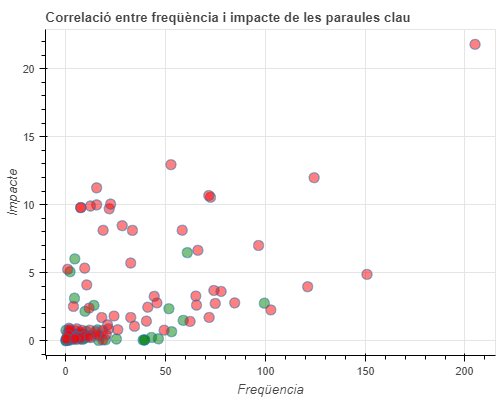 Correlació entre freqüència i impacte de les paraules clau
20
15
10
5
0
Impacte
0 50 100 150 200
Freqüencia